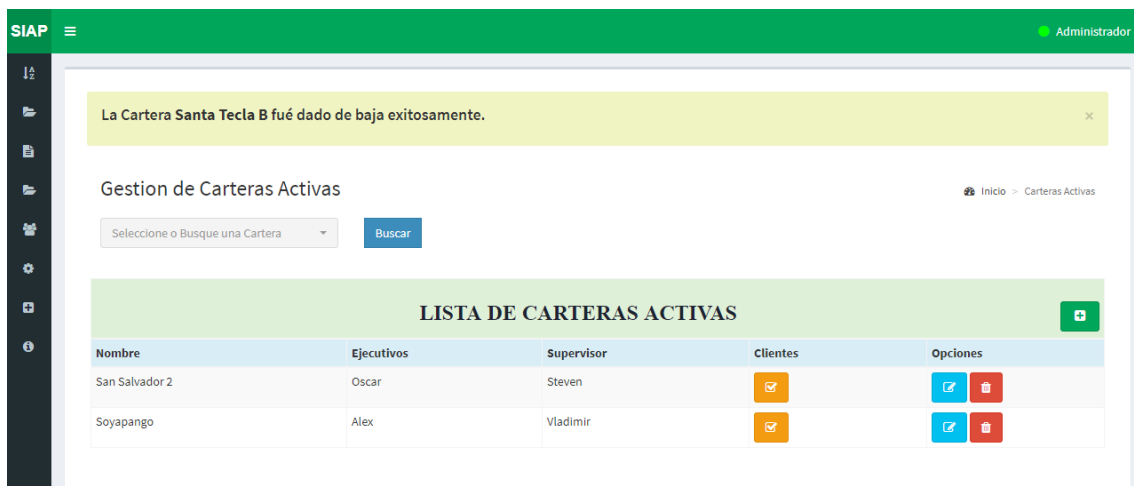 SIAP
Administrador
La Cartera Santa Tecla B fué dado de baja exitosamente.
×
Gestion de Carteras Activas
Inicio > Carteras Activas
Seleccione o Busque una Cartera
Buscar
LISTA DE CARTERAS ACTIVAS
Nombre Ejecutivos Supervisor Clientes Opciones
San Salvador 2 Oscar Steven
Soyapango Alex Vladimir